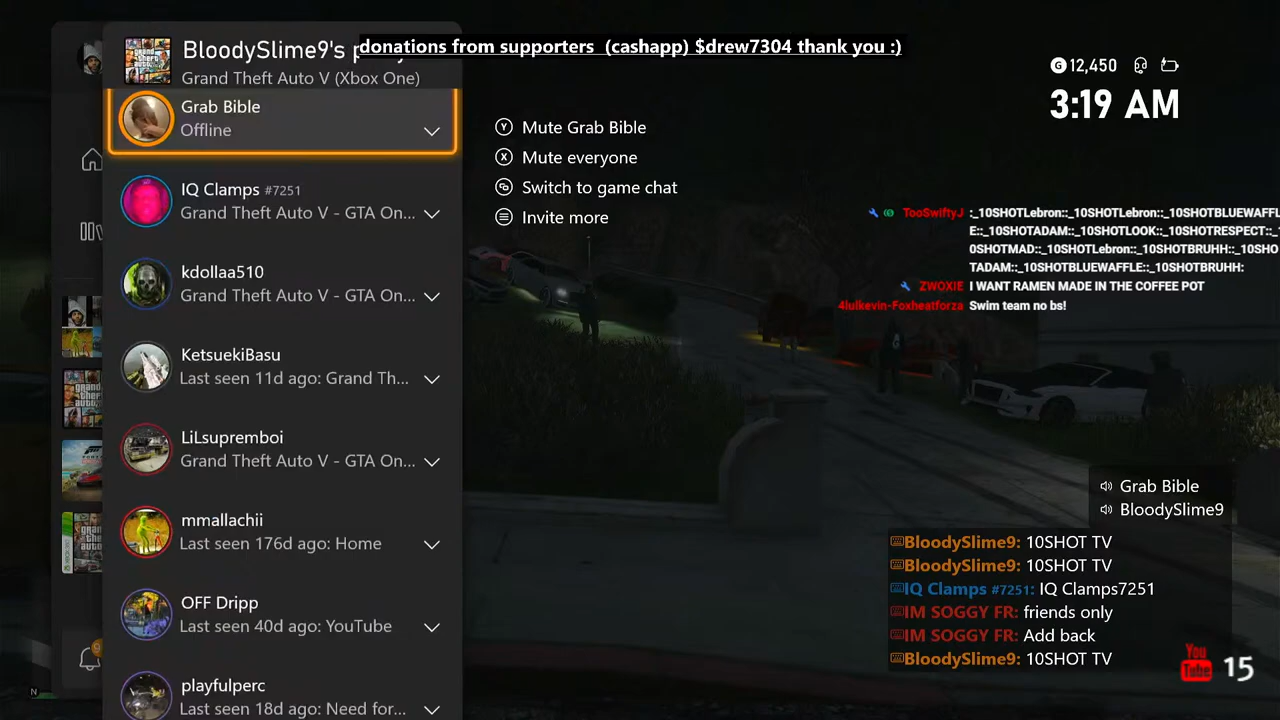 BloodySlime9's p
donations from supporters (cashapp) $drew7304 thank you :)
Grand Theft Auto V (Xbox One)
G 12,450
3:19 AM
Grab Bible
Offline
IQ Clamps #7251
Grand Theft Auto V - GTA On...
kdollaa510
Grand Theft Auto V - GTA On...
KetsuekiBasu
Last seen 11d ago: Grand Th...
LiLsupremboi
Grand Theft Auto V - GTA On...
mmallachii
Last seen 176d ago: Home
OFF Dripp
Last seen 40d ago: YouTube
playfulperc
Last seen 18d ago: Need for...
Y Mute Grab Bible
X Mute everyone
Switch to game chat
Invite more
TooSwiftyJ :_10SHOTLebron::_10SHOTLebron::_10SHOTBLUEWAFFL
E::_10SHOTADAM::_10SHOTLOOK::_10SHOTRESPECT::_1
0SHOTMAD::_10SHOTLebron::_10SHOTBRUHH::_10SHO
TADAM::_10SHOTBLUEWAFFLE::_10SHOTBRUHH:
ZWOXIE I WANT RAMEN MADE IN THE COFFEE POT
4lulkevin-Foxheatforza Swim team no bs!
Grab Bible
BloodySlime9
BloodySlime9: 10SHOT TV
BloodySlime9: 10SHOT TV
IQ Clamps #7251: IQ Clamps7251
IM SOGGY FR: friends only
IM SOGGY FR: Add back
BloodySlime9: 10SHOT TV
You
Tube 15
N